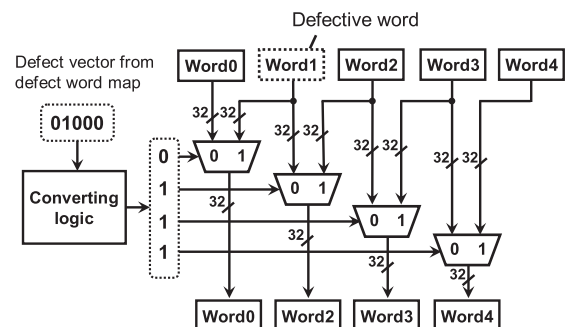 Defective word
Defect vector from
defect word map
Word0 Word1 Word2 Word3 Word4
01000
32 32
32 32
32 32
32 32
0 1
0 1
0 1
0 1
Converting
logic
0
1
1
1
32
32
32
32
Word0 Word2 Word3 Word4